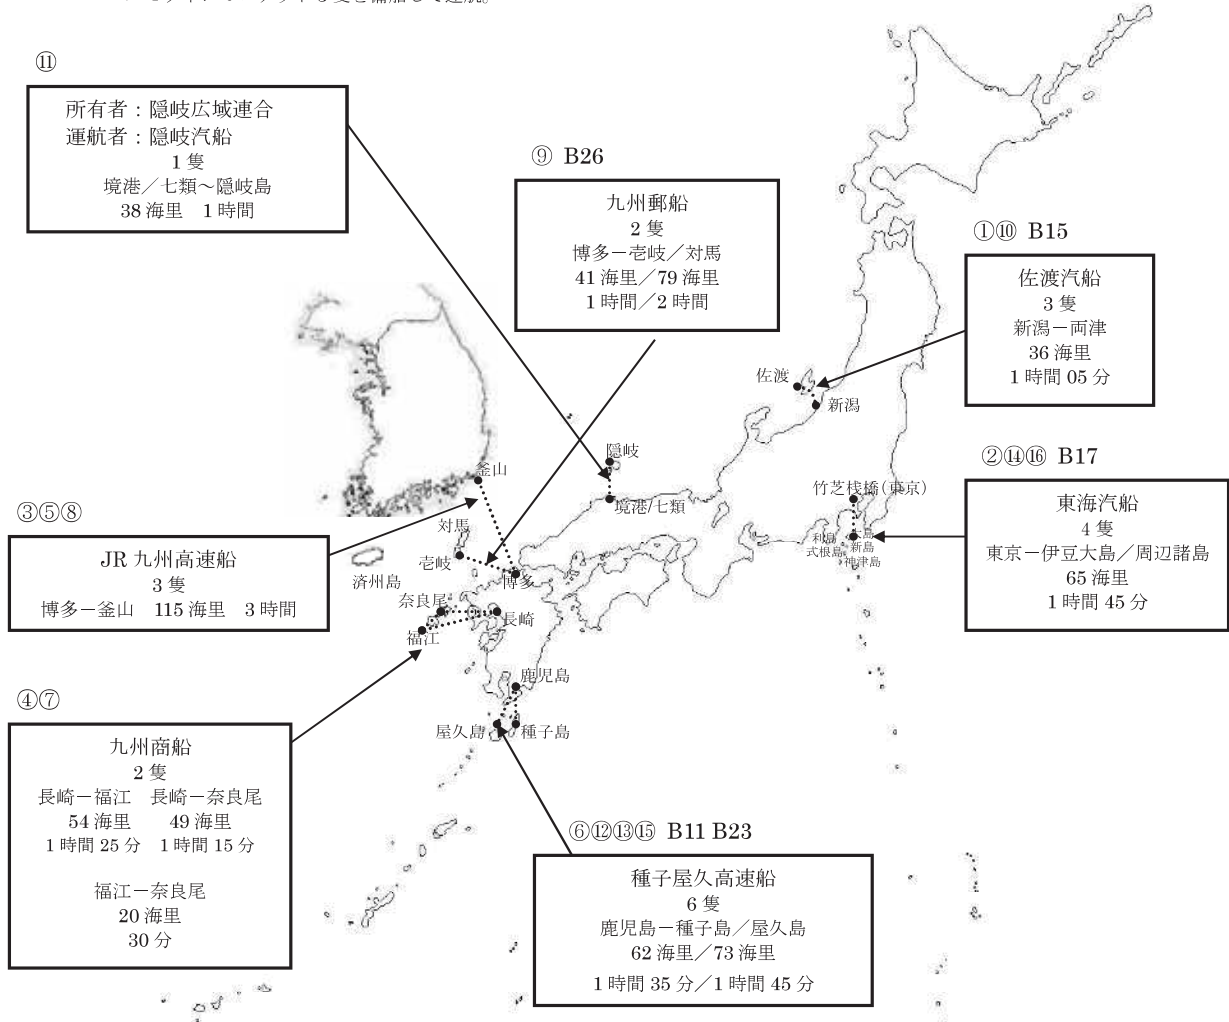 ⑪
所有者：隠岐広域連合
運航者：隠岐汽船
1 隻
境港／七類～隠岐島
38 海里　1 時間
⑨ B26
九州郵船
2 隻
博多－壱岐／対馬
41 海里／79 海里
1 時間／2 時間
①⑩ B15
佐渡汽船
3 隻
新潟－両津
36 海里
1 時間 05 分
佐渡
新潟
隠岐
境港/七類
釜山
対馬
壱岐
博多
済州島
奈良尾
長崎
福江
鹿児島
屋久島
種子島
竹芝桟橋(東京)
大島
利島
新島
式根島
神津島
②⑭⑯ B17
東海汽船
4 隻
東京－伊豆大島／周辺諸島
65 海里
1 時間 45 分
③⑤⑧
JR 九州高速船
3 隻
博多－釜山　115 海里　3 時間
④⑦
九州商船
2 隻
長崎－福江　長崎－奈良尾
54 海里　49 海里
1 時間 25 分　1 時間 15 分
福江－奈良尾
20 海里
30 分
⑥⑫⑬⑮ B11 B23
種子屋久高速船
6 隻
鹿児島－種子島／屋久島
62 海里／73 海里
1 時間 35 分／1 時間 45 分